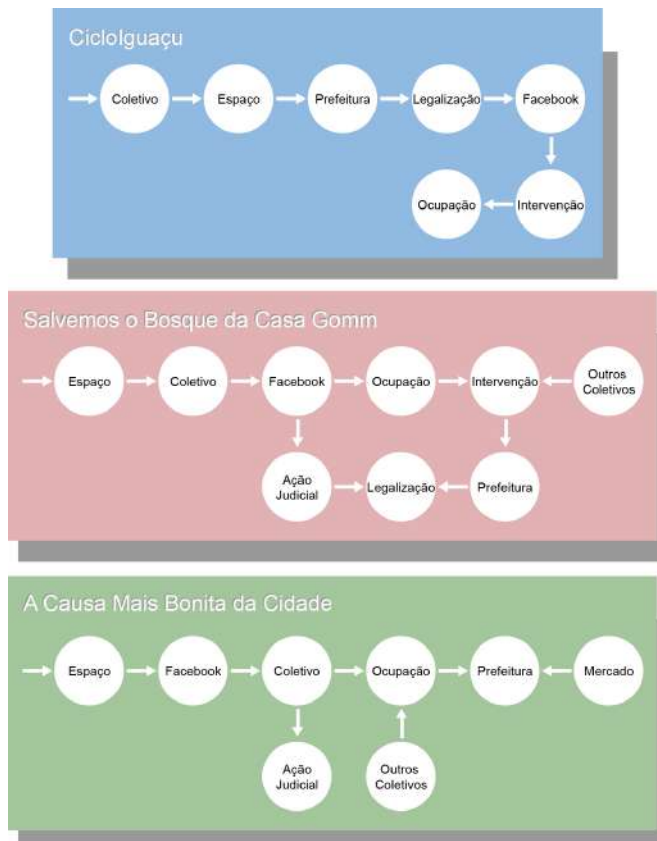 CicloIguaçu
Coletivo
Espaço
Prefeitura
Legalização
Facebook
Ocupação
Intervenção
Salvemos o Bosque da Casa Gomm
Espaço
Coletivo
Facebook
Ocupação
Intervenção
Outros
Coletivos
Ação
Judicial
Legalização
Prefeitura
A Causa Mais Bonita da Cidade
Espaço
Facebook
Coletivo
Ocupação
Prefeitura
Mercado
Ação
Judicial
Outros
Coletivos